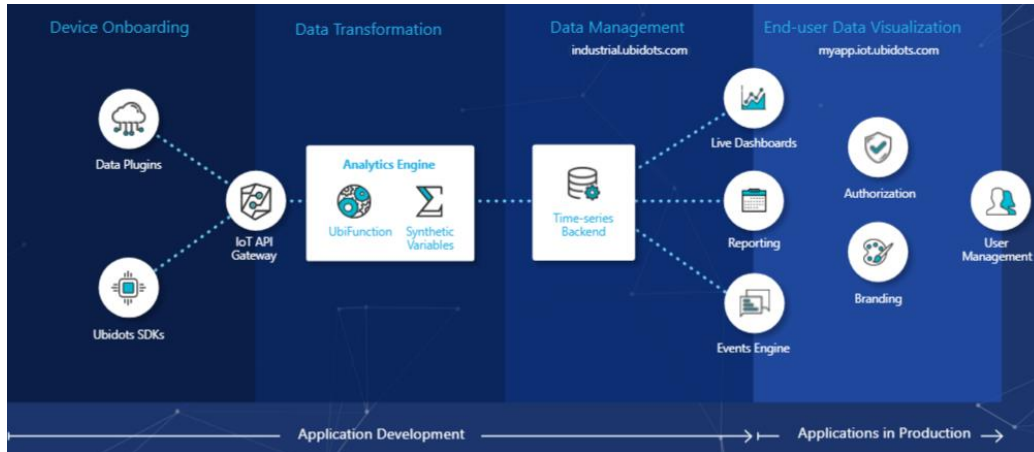 Device Onboarding
Data Transformation
Data Management
industrial.ubidots.com
End-user Data Visualization
myapp.iot.ubidots.com
Data Plugins
Ubidots SDKs
IoT API
Gateway
Analytics Engine
UbiFunction
Synthetic
Variables
Time-series
Backend
Live Dashboards
Reporting
Events Engine
Authorization
Branding
User
Management
Application Development
Applications in Production